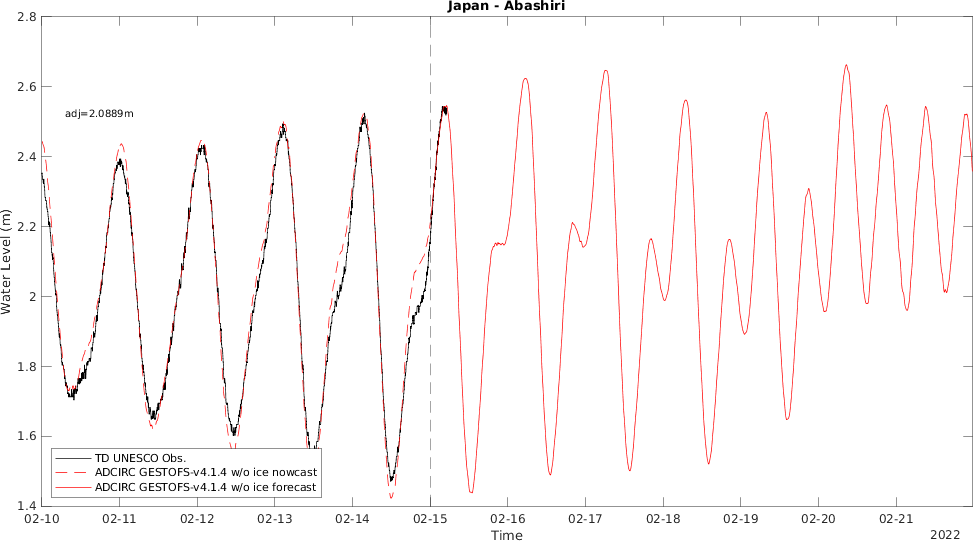 Japan - Abashiri
2.8
2.6
adj=2.0889m
2.4
2.2
Water Level (m)
2
1.8
1.6
TD UNESCO Obs.
ADCIRC GESTOFS-v4.1.4 w/o ice nowcast
ADCIRC GESTOFS-v4.1.4 w/o ice forecast
1.4
02-10 02-11 02-12 02-13 02-14 02-15 02-16 02-17 02-18 02-19 02-20 02-21
Time
2022